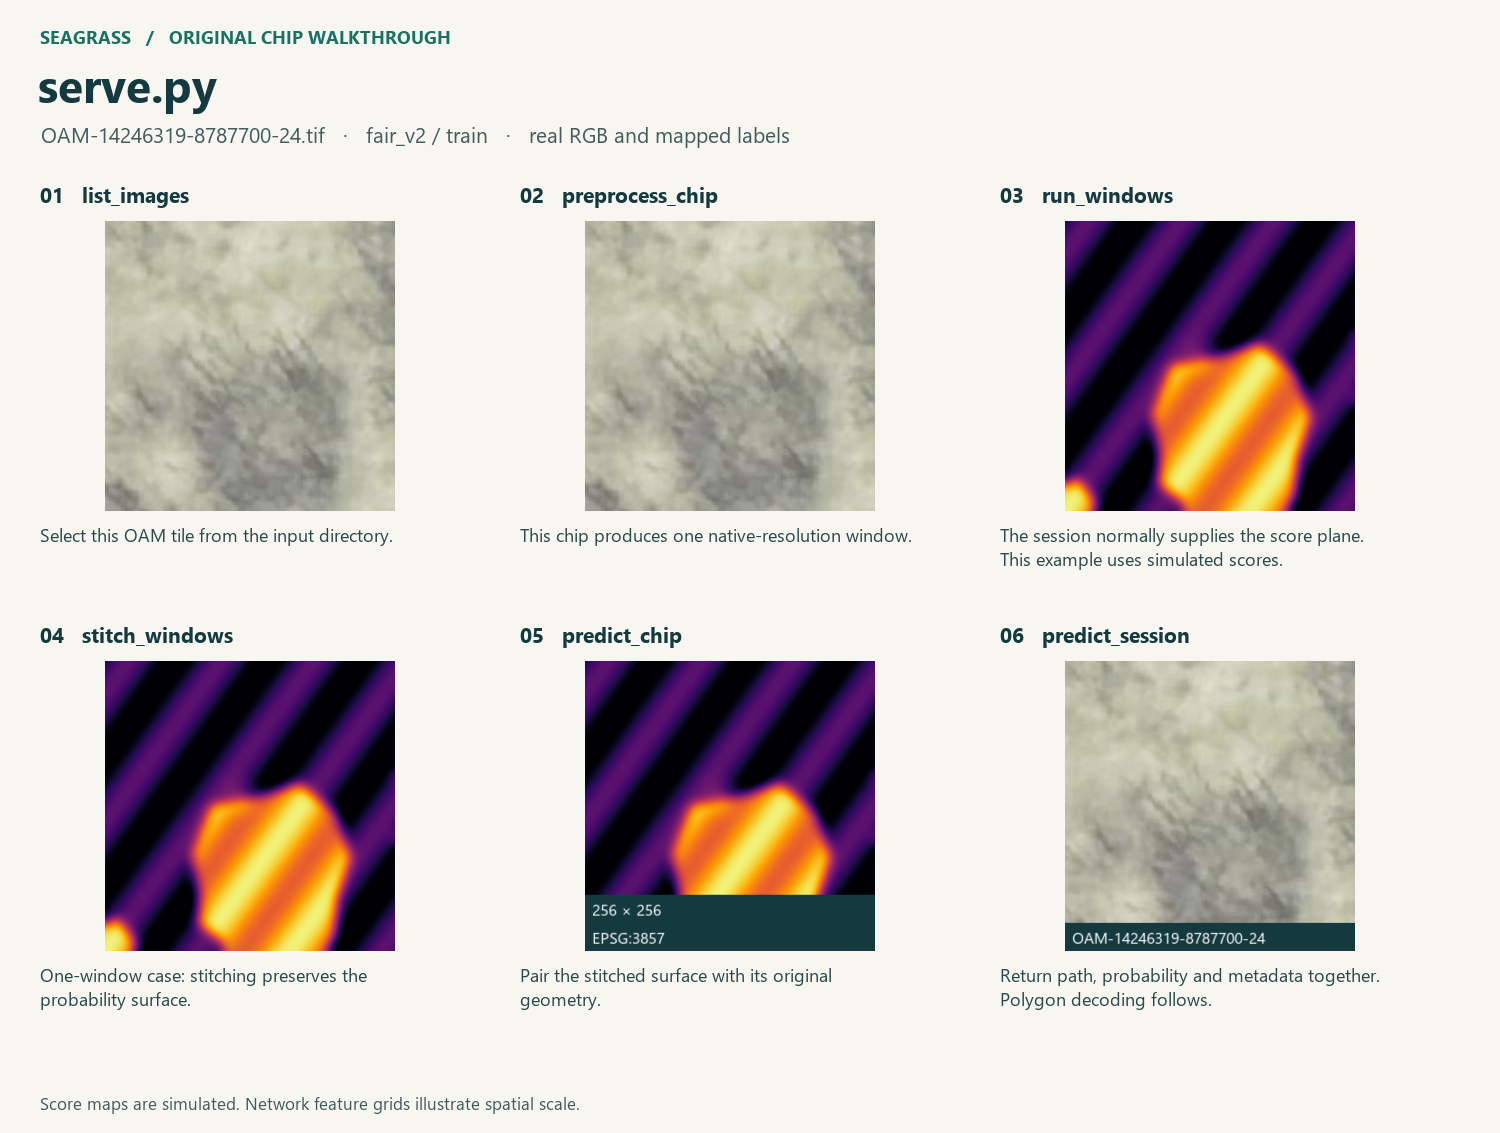 SEAGRASS / ORIGINAL CHIP WALKTHROUGH
serve.py
OAM-14246319-8787700-24.tif · fair_v2 / train · real RGB and mapped labels
01 list_images
02 preprocess_chip
03 run_windows
Select this OAM tile from the input directory.
This chip produces one native-resolution window.
The session normally supplies the score plane.
This example uses simulated scores.
04 stitch_windows
05 predict_chip
06 predict_session
256 × 256
EPSG:3857
OAM-14246319-8787700-24
One-window case: stitching preserves the
probability surface.
Pair the stitched surface with its original
geometry.
Return path, probability and metadata together.
Polygon decoding follows.
Score maps are simulated. Network feature grids illustrate spatial scale.